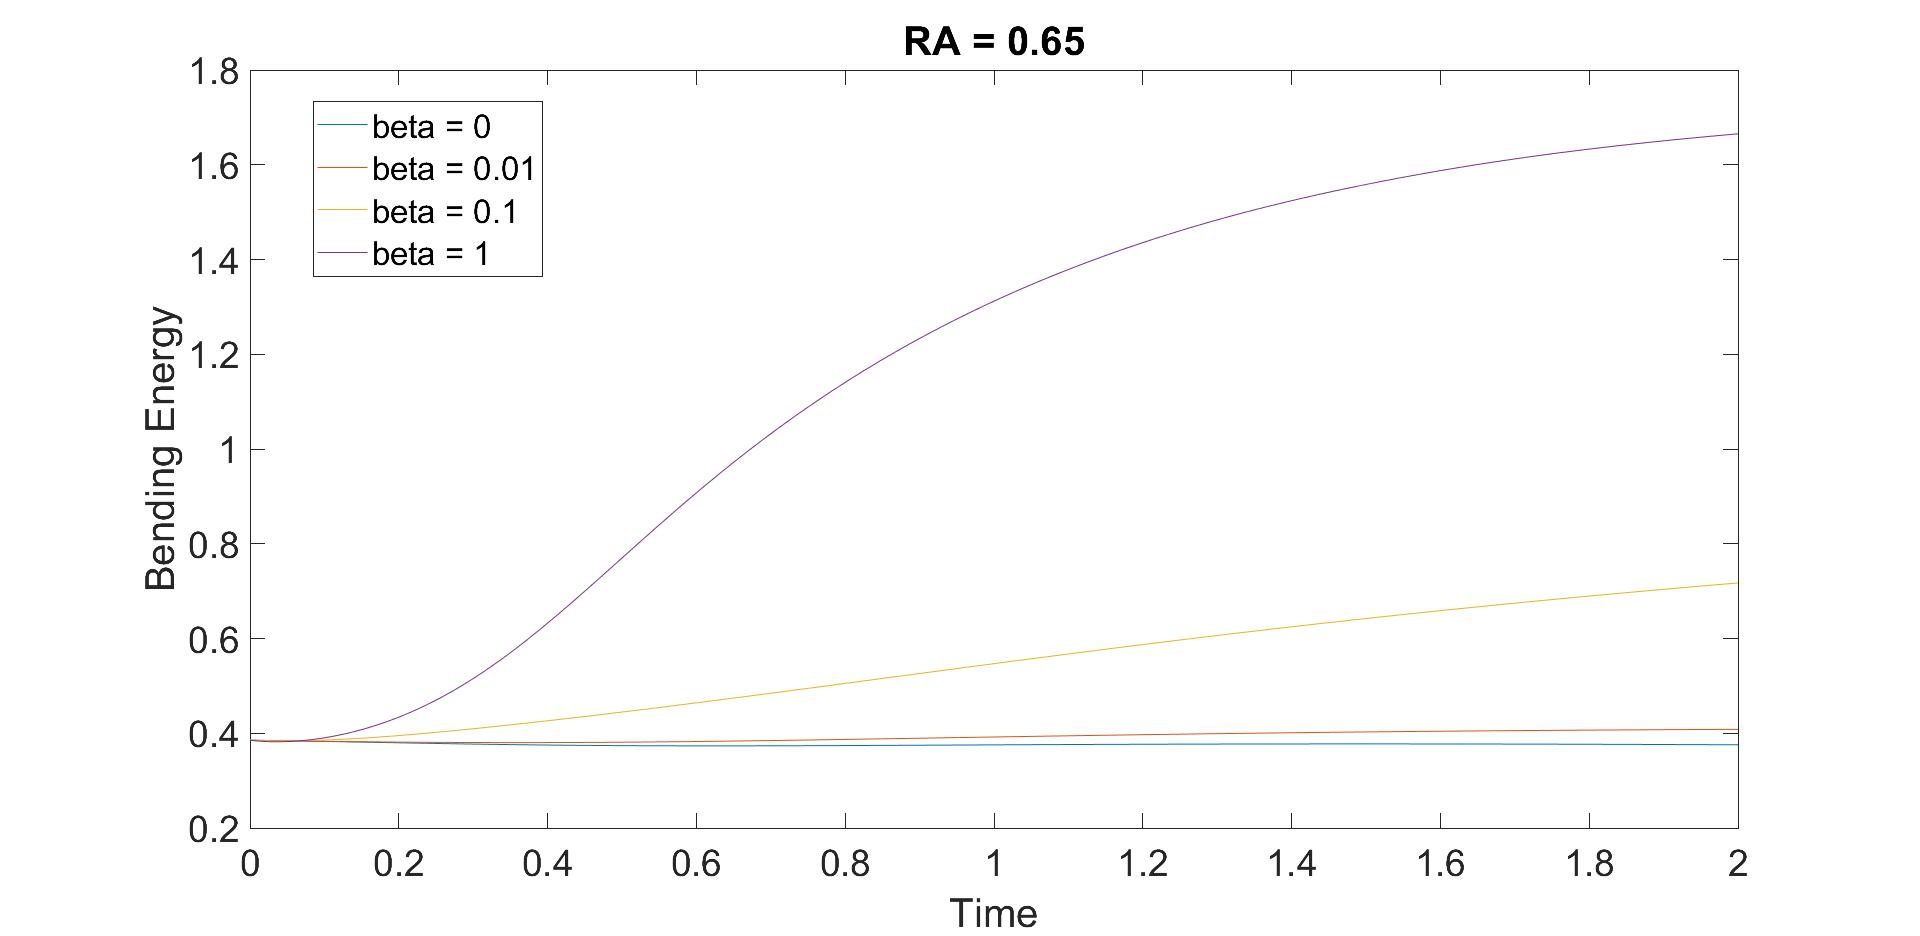 RA = 0.65
1.8
1.6
1.4
1.2
1
0.8
0.6
0.4
0.2
Bending Energy
beta = 0
beta = 0.01
beta = 0.1
beta = 1
0 0.2 0.4 0.6 0.8 1 1.2 1.4 1.6 1.8 2
Time